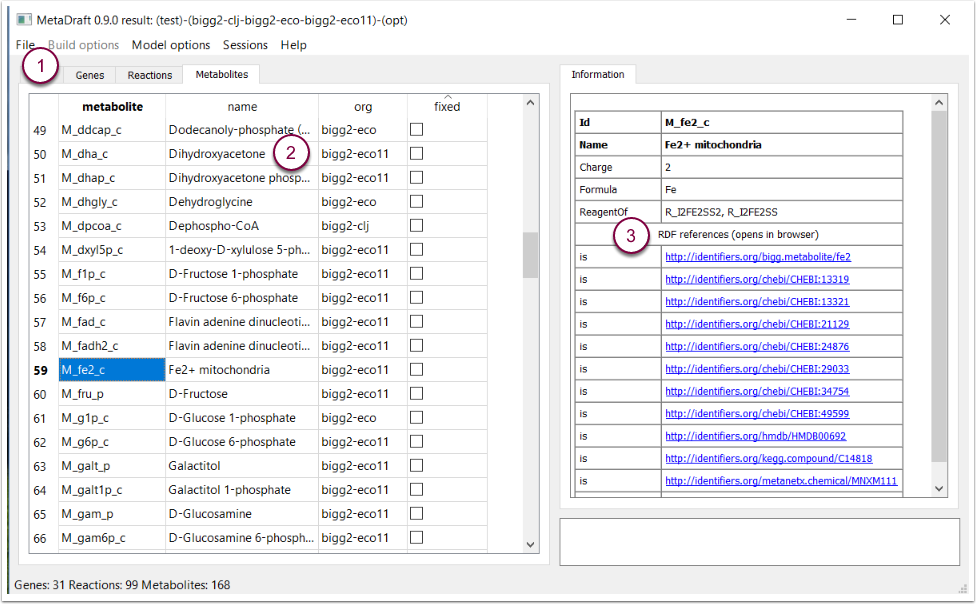 MetaDraft 0.9.0 result: (test)-(bigg2-clj-bigg2-eco-bigg2-eco11)-(opt)
File Build options Model options Sessions Help
1
Genes Reactions Metabolites
metabolite name org fixed
49 M_ddcap_c Dodecanoly-phosphate (... bigg2-eco
50 M_dha_c Dihydroxyacetone bigg2-eco11
2
51 M_dhap_c Dihydroxyacetone phosp... bigg2-eco11
52 M_dhgly_c Dehydroglycine bigg2-eco
53 M_dpcoa_c Dephospho-CoA bigg2-clj
54 M_dxyl5p_c 1-deoxy-D-xylulose 5-ph... bigg2-eco
55 M_f1p_c D-Fructose 1-phosphate bigg2-eco11
56 M_f6p_c D-Fructose 6-phosphate bigg2-eco11
57 M_fad_c Flavin adenine dinucleoti... bigg2-eco11
58 M_fadh2_c Flavin adenine dinucleoti... bigg2-eco11
59 M_fe2_c Fe2+ mitochondria bigg2-eco11
60 M_fru_p D-Fructose bigg2-eco11
61 M_g1p_c D-Glucose 1-phosphate bigg2-eco
62 M_g6p_c D-Glucose 6-phosphate bigg2-eco11
63 M_galt_p Galactitol bigg2-eco11
64 M_galt1p_c Galactitol 1-phosphate bigg2-eco11
65 M_gam_p D-Glucosamine bigg2-eco11
66 M_gam6p_c D-Glucosamine 6-phosph... bigg2-eco11
Information
Id M_fe2_c
Name Fe2+ mitochondria
Charge 2
Formula Fe
ReagentOf R_I2FE2SS2, R_I2FE2SS
3
RDF references (opens in browser)
is http://identifiers.org/bigg.metabolite/fe2
is http://identifiers.org/chebi/CHEBI:13319
is http://identifiers.org/chebi/CHEBI:13321
is http://identifiers.org/chebi/CHEBI:21129
is http://identifiers.org/chebi/CHEBI:24876
is http://identifiers.org/chebi/CHEBI:29033
is http://identifiers.org/chebi/CHEBI:34754
is http://identifiers.org/chebi/CHEBI:49599
is http://identifiers.org/hmdb/HMDB00692
is http://identifiers.org/kegg.compound/C14818
is http://identifiers.org/metanetx.chemical/MNXM111
Genes: 31 Reactions: 99 Metabolites: 168